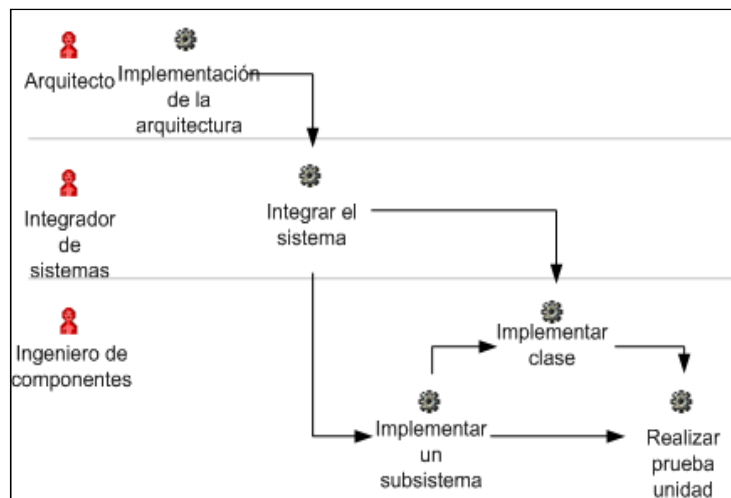 Arquitecto
Implementación
de la
arquitectura
Integrador
de
sistemas
Integrar el
sistema
Ingeniero de
componentes
Implementar
clase
Implementar
un
subsistema
Realizar
prueba
unidad